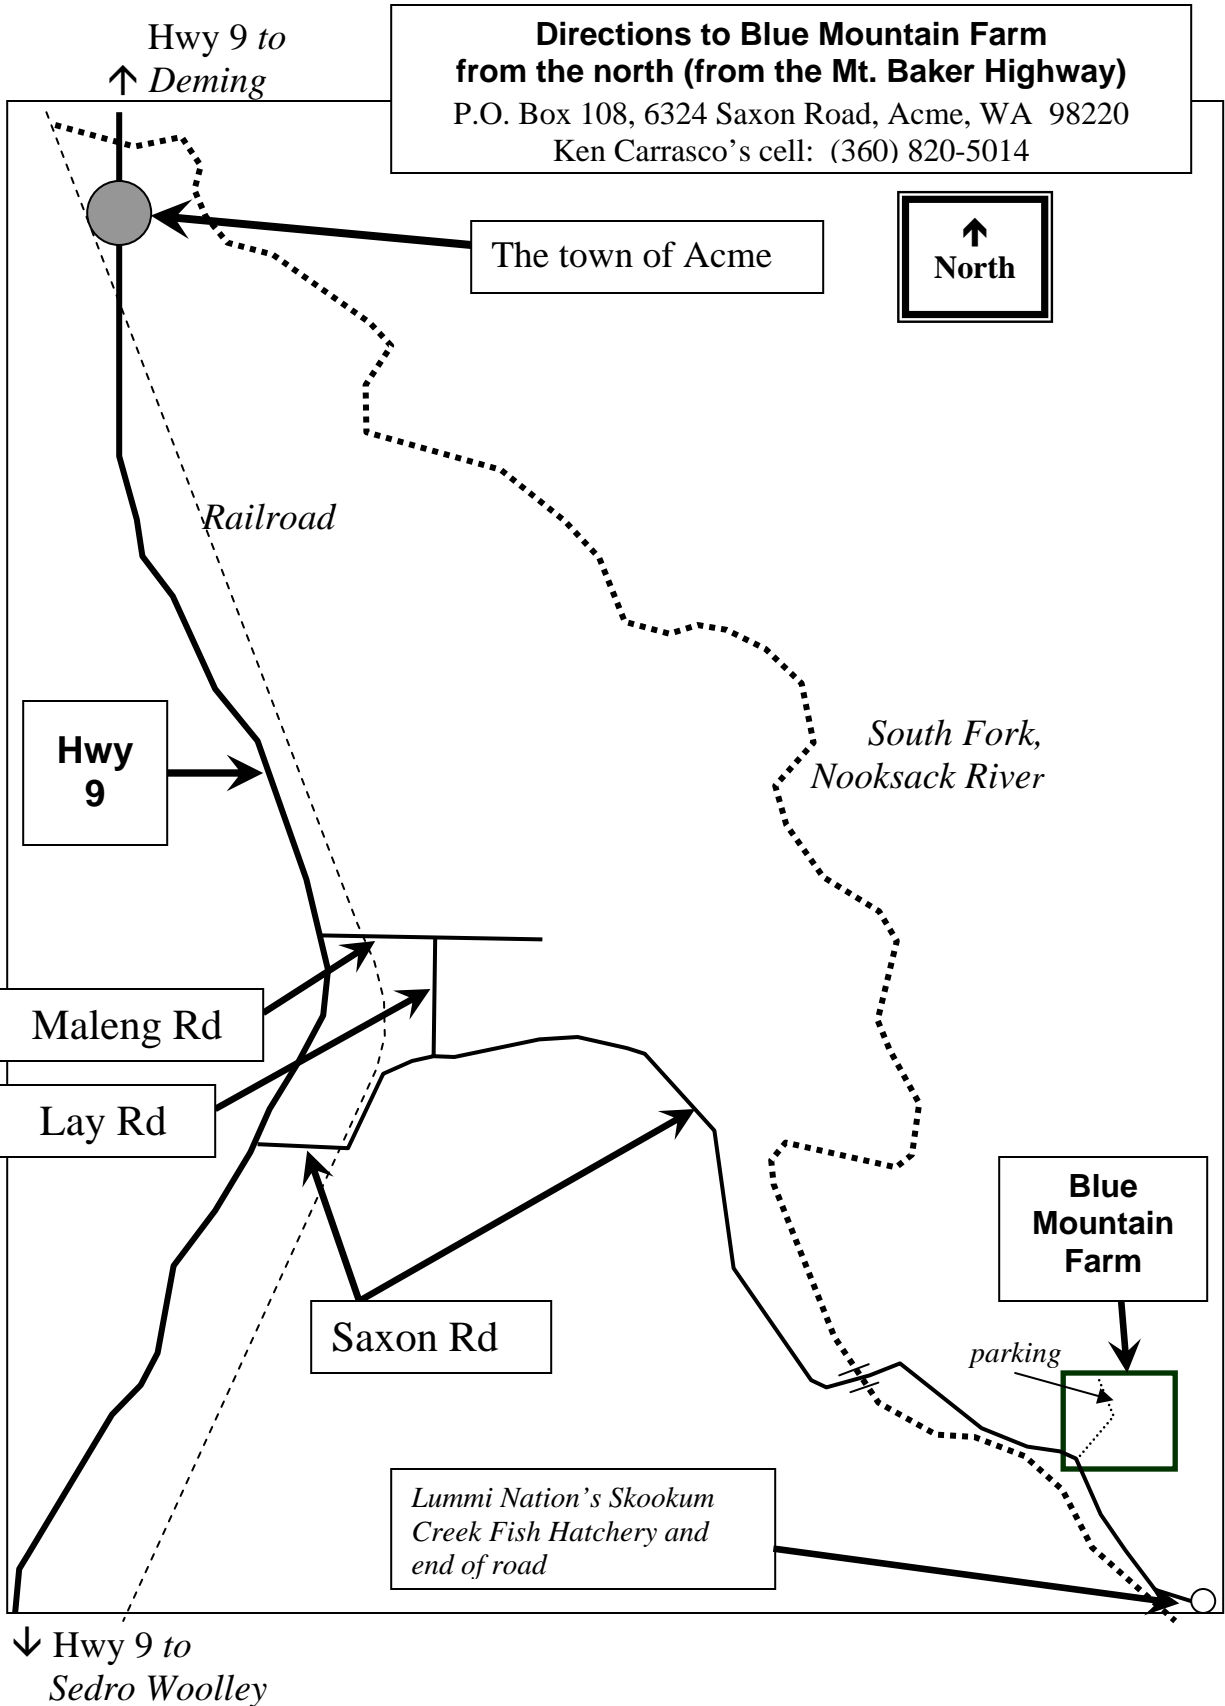 Hwy 9 to
↑ Deming
Directions to Blue Mountain Farm
from the north (from the Mt. Baker Highway)
P.O. Box 108, 6324 Saxon Road, Acme, WA 98220
Ken Carrasco's cell: (360) 820-5014
↑
North
The town of Acme
Railroad
Hwy
9
South Fork,
Nooksack River
Maleng Rd
Lay Rd
Blue
Mountain
Farm
Saxon Rd
parking
Lummi Nation's Skookum
Creek Fish Hatchery and
end of road
↓ Hwy 9 to
Sedro Woolley